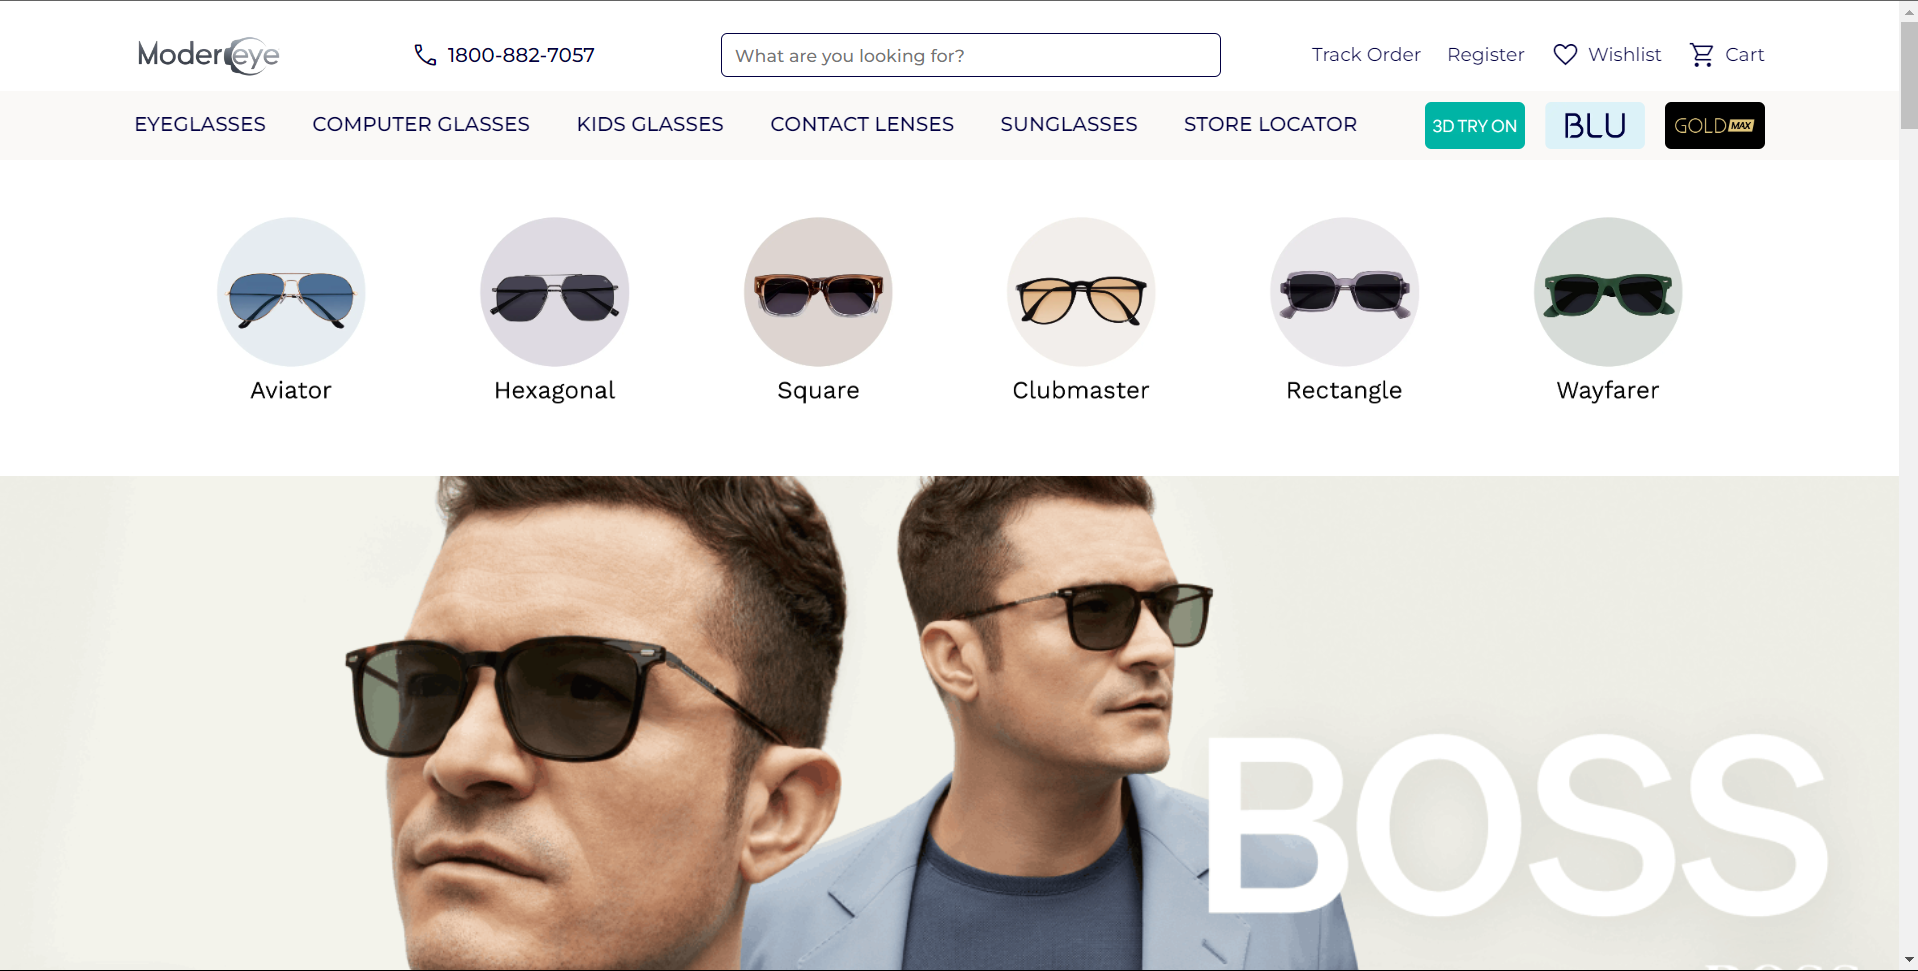 Modereye
1800-882-7057
What are you looking for?
Track Order
Register
Wishlist
Cart
EYEGLASSES
COMPUTER GLASSES
KIDS GLASSES
CONTACT LENSES
SUNGLASSES
STORE LOCATOR
3D TRY ON
BLU
GOLD MAX
Aviator
Hexagonal
Square
Clubmaster
Rectangle
Wayfarer
BOSS